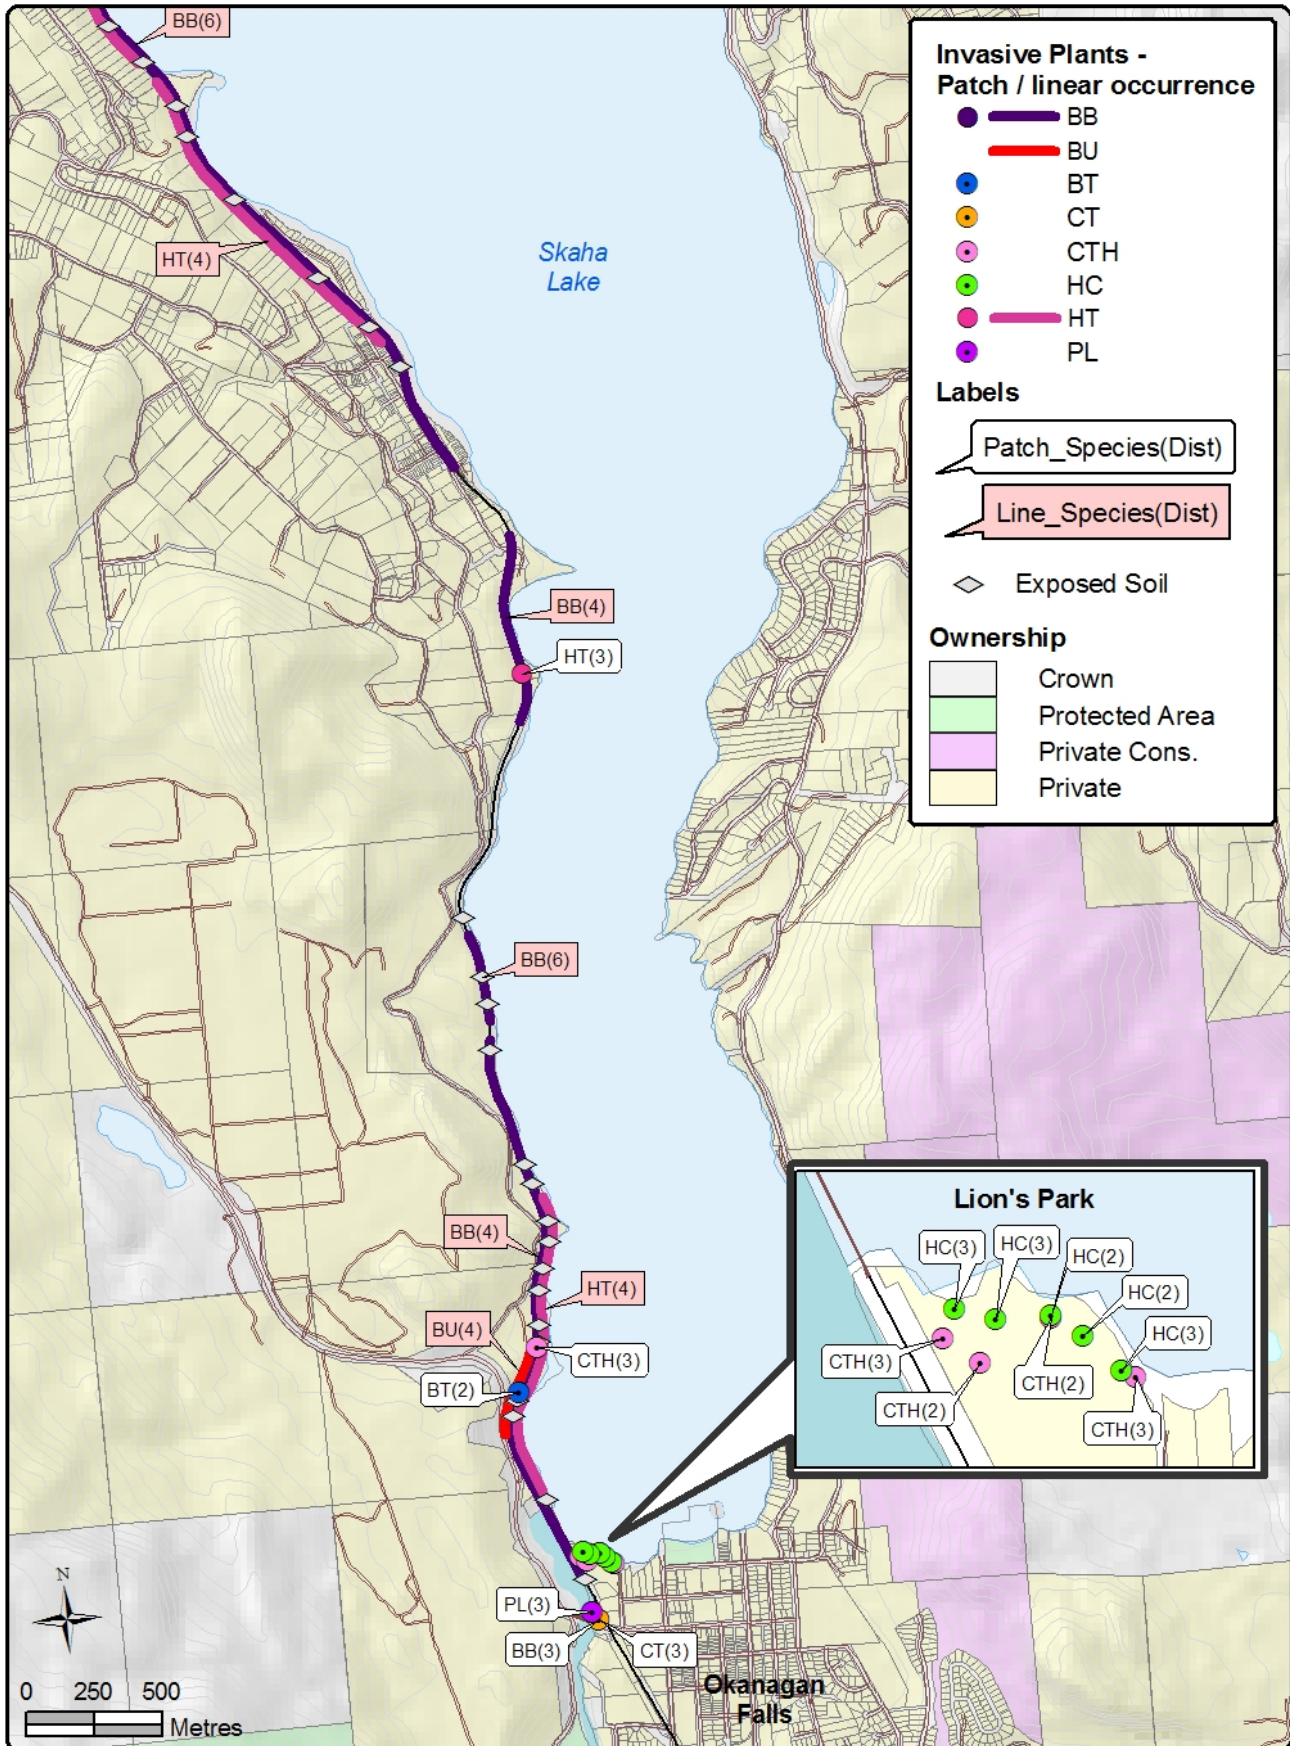 BB(6)
HT(4)
Skaha
Lake
BB(4)
HT(3)
BB(6)
BB(4)
HT(4)
BU(4)
CTH(3)
BT(2)
PL(3)
BB(3)
CT(3)
Okanagan
Falls
N
0 250 500
Metres
Invasive Plants -
Patch / linear occurrence
BB
BU
BT
CT
CTH
HC
HT
PL
Labels
Patch_Species(Dist)
Line_Species(Dist)
Exposed Soil
Ownership
Crown
Protected Area
Private Cons.
Private
Lion's Park
HC(3)
HC(3)
HC(2)
HC(2)
HC(3)
CTH(3)
CTH(2)
CTH(2)
CTH(3)